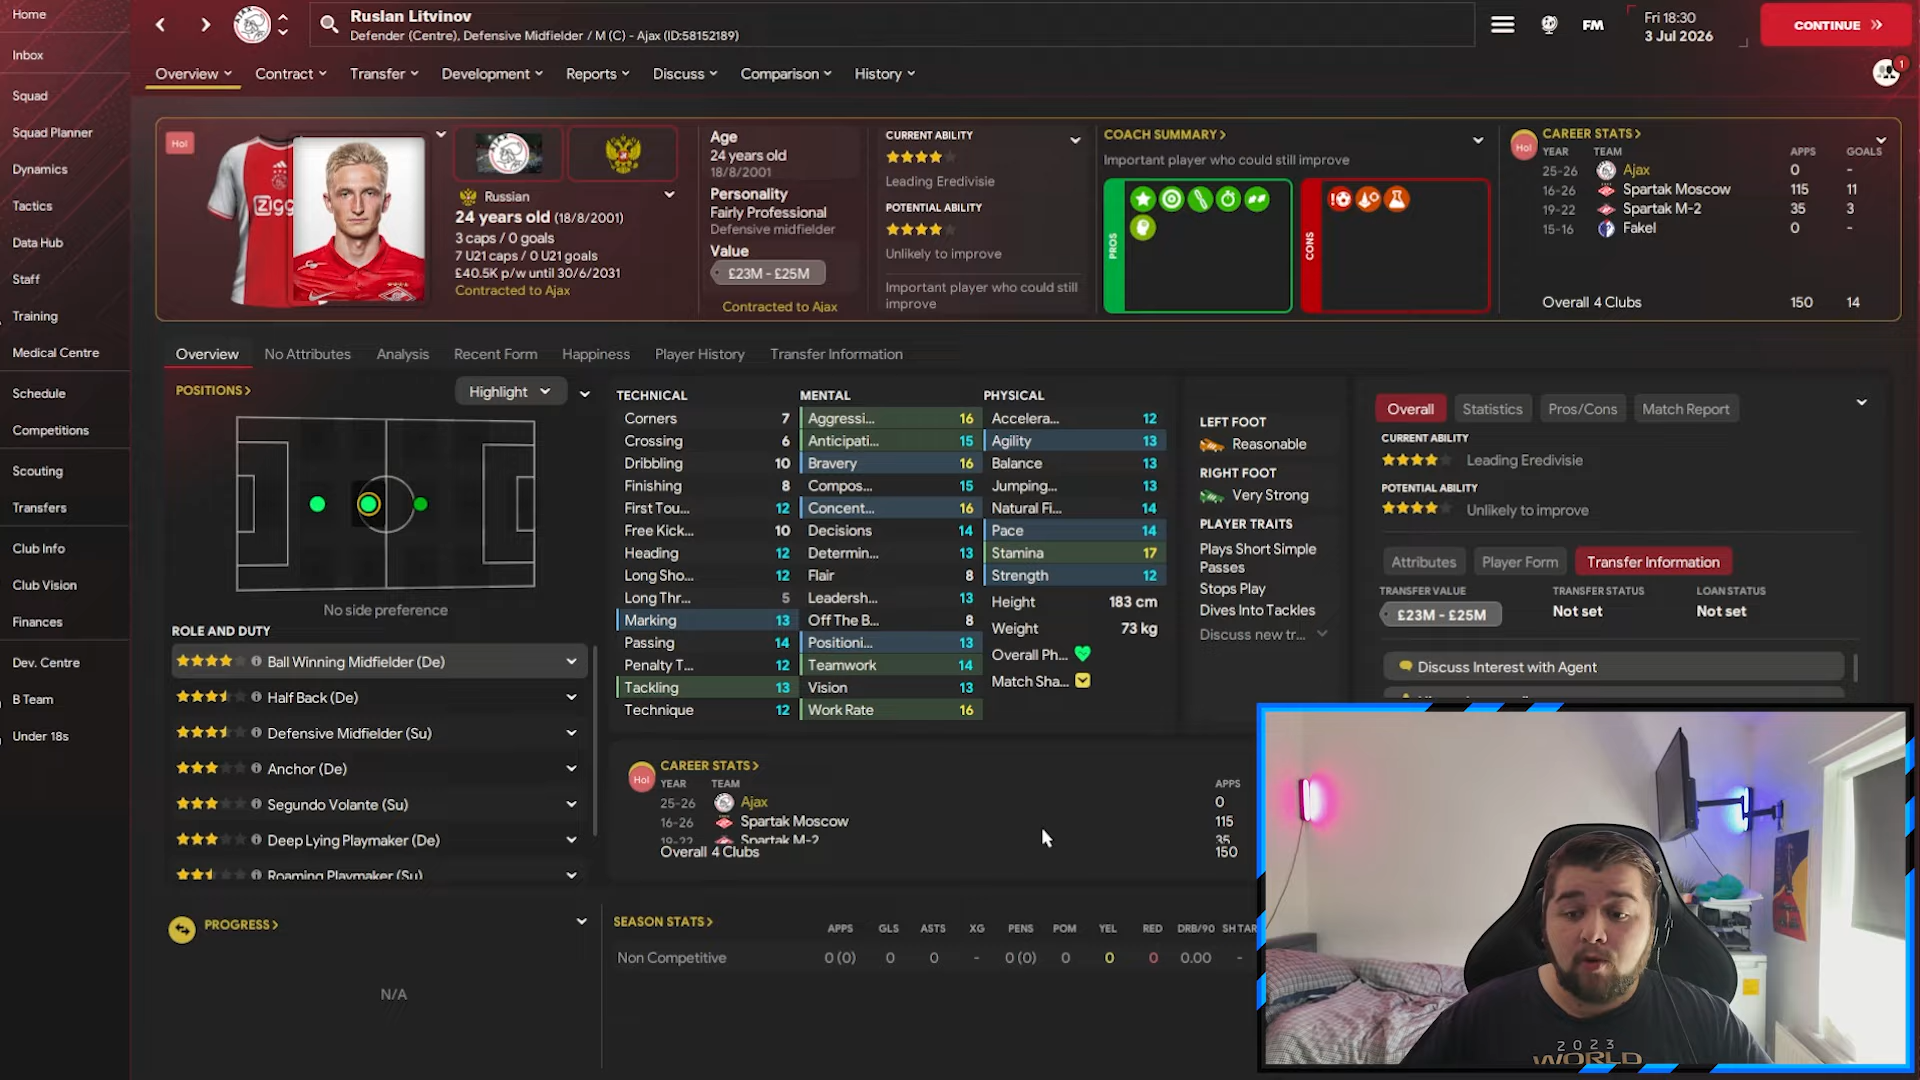 Home
Inbox
Squad
Squad Planner
Dynamics
Tactics
Data Hub
Staff
Training
Medical Centre
Schedule
Competitions
Scouting
Transfers
Club Info
Club Vision
Finances
Dev. Centre
B Team
Under 18s
Ruslan Litvinov
Defender (Centre), Defensive Midfielder / M (C) - Ajax (ID:58152189)
FM
Fri 18:30
3 Jul 2026
CONTINUE
1
Overview
Contract
Transfer
Development
Reports
Discuss
Comparison
History
Hol
Russian
24 years old (18/8/2001)
3 caps / 0 goals
7 U21 caps / 0 U21 goals
£40.5K p/w until 30/6/2031
Contracted to Ajax
Age
24 years old
18/8/2001
Personality
Fairly Professional
Defensive midfielder
Value
£23M - £25M
Contracted to Ajax
CURRENT ABILITY
Leading Eredivisie
POTENTIAL ABILITY
Unlikely to improve
Important player who could still
improve
COACH SUMMARY >
Important player who could still improve
PROS
CONS
Hol
CAREER STATS >
YEAR TEAM APPS GOALS
25-26 Ajax 0 -
16-26 Spartak Moscow 115 11
19-22 Spartak M-2 35 3
15-16 Fakel 0 -
Overall 4 Clubs 150 14
Overview
No Attributes
Analysis
Recent Form
Happiness
Player History
Transfer Information
POSITIONS >
Highlight
No side preference
ROLE AND DUTY
Ball Winning Midfielder (De)
Half Back (De)
Defensive Midfielder (Su)
Anchor (De)
Segundo Volante (Su)
Deep Lying Playmaker (De)
Roaming Playmaker (Su)
TECHNICAL
Corners 7
Crossing 6
Dribbling 10
Finishing 8
First Tou... 12
Free Kick... 10
Heading 12
Long Sho... 12
Long Thr... 5
Marking 13
Passing 14
Penalty T... 12
Tackling 13
Technique 12
MENTAL
Aggressi... 16
Anticipati... 15
Bravery 16
Compos... 15
Concent... 16
Decisions 14
Determin... 13
Flair 8
Leadersh... 13
Off The B... 8
Positioni... 13
Teamwork 14
Vision 13
Work Rate 16
PHYSICAL
Accelera... 12
Agility 13
Balance 13
Jumping... 13
Natural Fi... 14
Pace 14
Stamina 17
Strength 12
Height 183 cm
Weight 73 kg
Overall Ph...
Match Sha...
LEFT FOOT
Reasonable
RIGHT FOOT
Very Strong
PLAYER TRAITS
Plays Short Simple
Passes
Stops Play
Dives Into Tackles
Discuss new tr...
Overall
Statistics
Pros/Cons
Match Report
CURRENT ABILITY
Leading Eredivisie
POTENTIAL ABILITY
Unlikely to improve
Attributes
Player Form
Transfer Information
TRANSFER VALUE
£23M - £25M
TRANSFER STATUS
Not set
LOAN STATUS
Not set
Discuss Interest with Agent
Hol
CAREER STATS >
YEAR TEAM APPS
25-26 Ajax 0
16-26 Spartak Moscow 115
19-22 Spartak M-2 35
Overall 4 Clubs 150
PROGRESS >
N/A
SEASON STATS >
APPS GLS ASTS XG PENS POM YEL RED DRB/90 SH TAR
Non Competitive 0 (0) 0 0 - 0 (0) 0 0 0 0.00 -
2023
WORLD